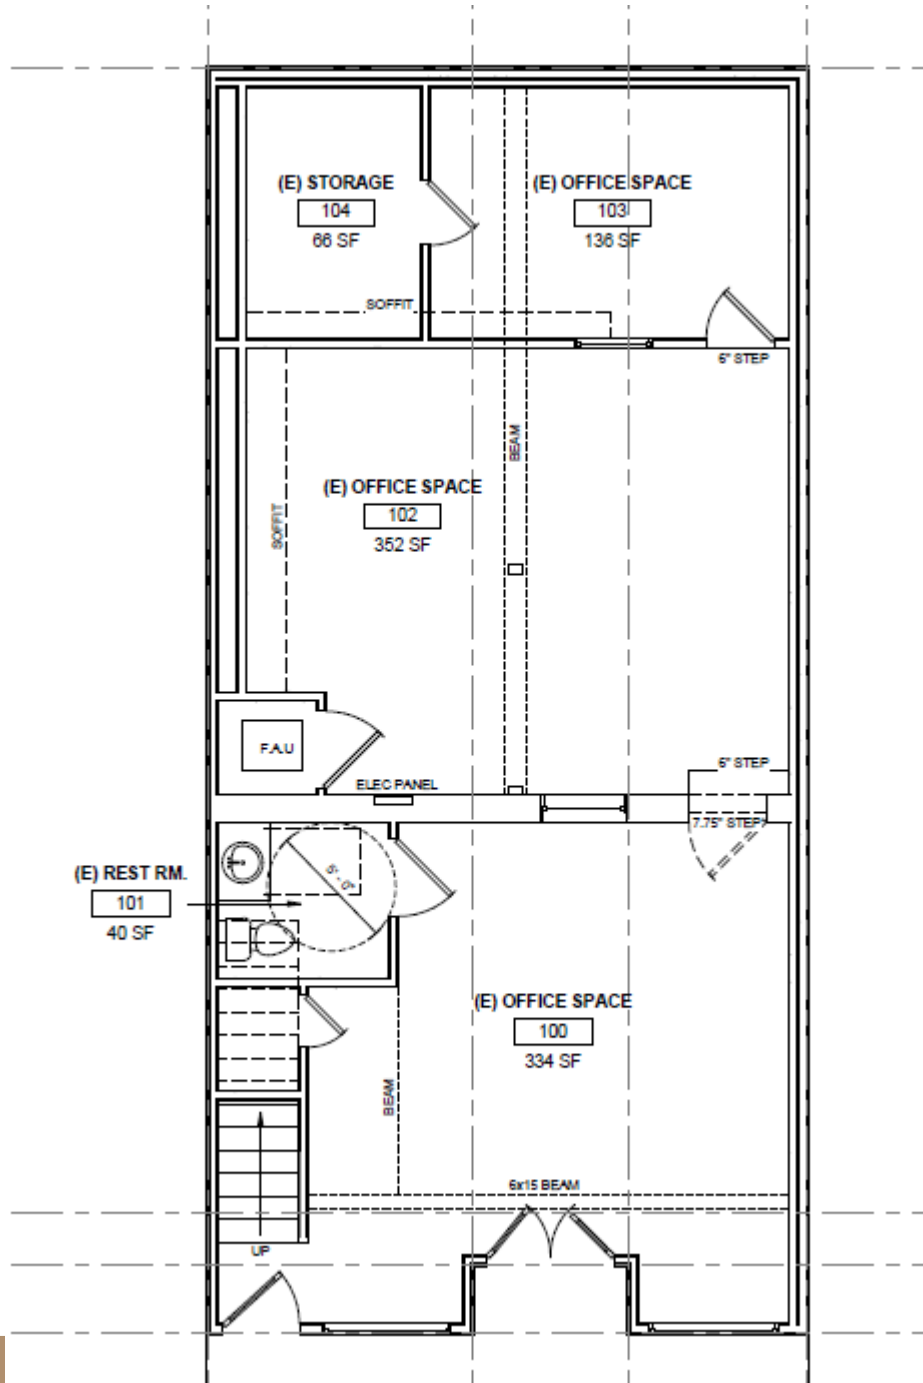 (E) STORAGE
104
66 SF
(E) OFFICE SPACE
103
136 SF
SOFFIT
6" STEP
BEAM
(E) OFFICE SPACE
102
352 SF
SOFFIT
F.A.U
ELEC PANEL
6" STEP
7.75" STEP
5' - 0"
(E) REST RM.
101
40 SF
(E) OFFICE SPACE
100
334 SF
BEAM
6x15 BEAM
UP